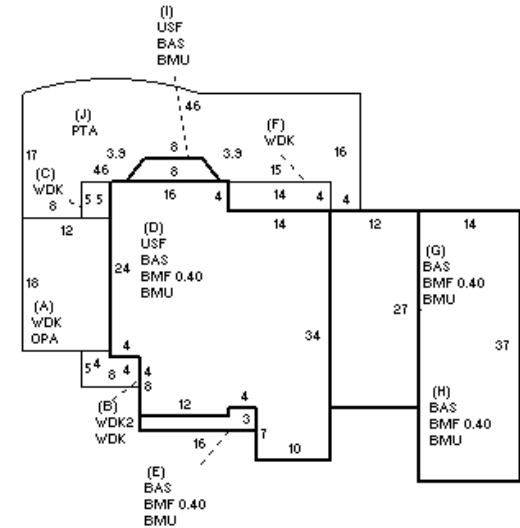 (I)
USF
BAS
BMU
46
(J)
PTA
(F)
WDK
17
3.9
8
3.9
16
46
8
15
(C)
WDK
8
5 5
16
4
14
4
4
12
14
12
14
(D)
USF
BAS
BMF 0.40
BMU
(G)
BAS
BMF 0.40
BMU
24
18
27
(A)
WDK
OPA
34
37
4
5
4
8
4
4
8
(H)
BAS
BMF 0.40
BMU
(B)
WDK2
WDK
12
4
3
7
16
10
(E)
BAS
BMF 0.40
BMU